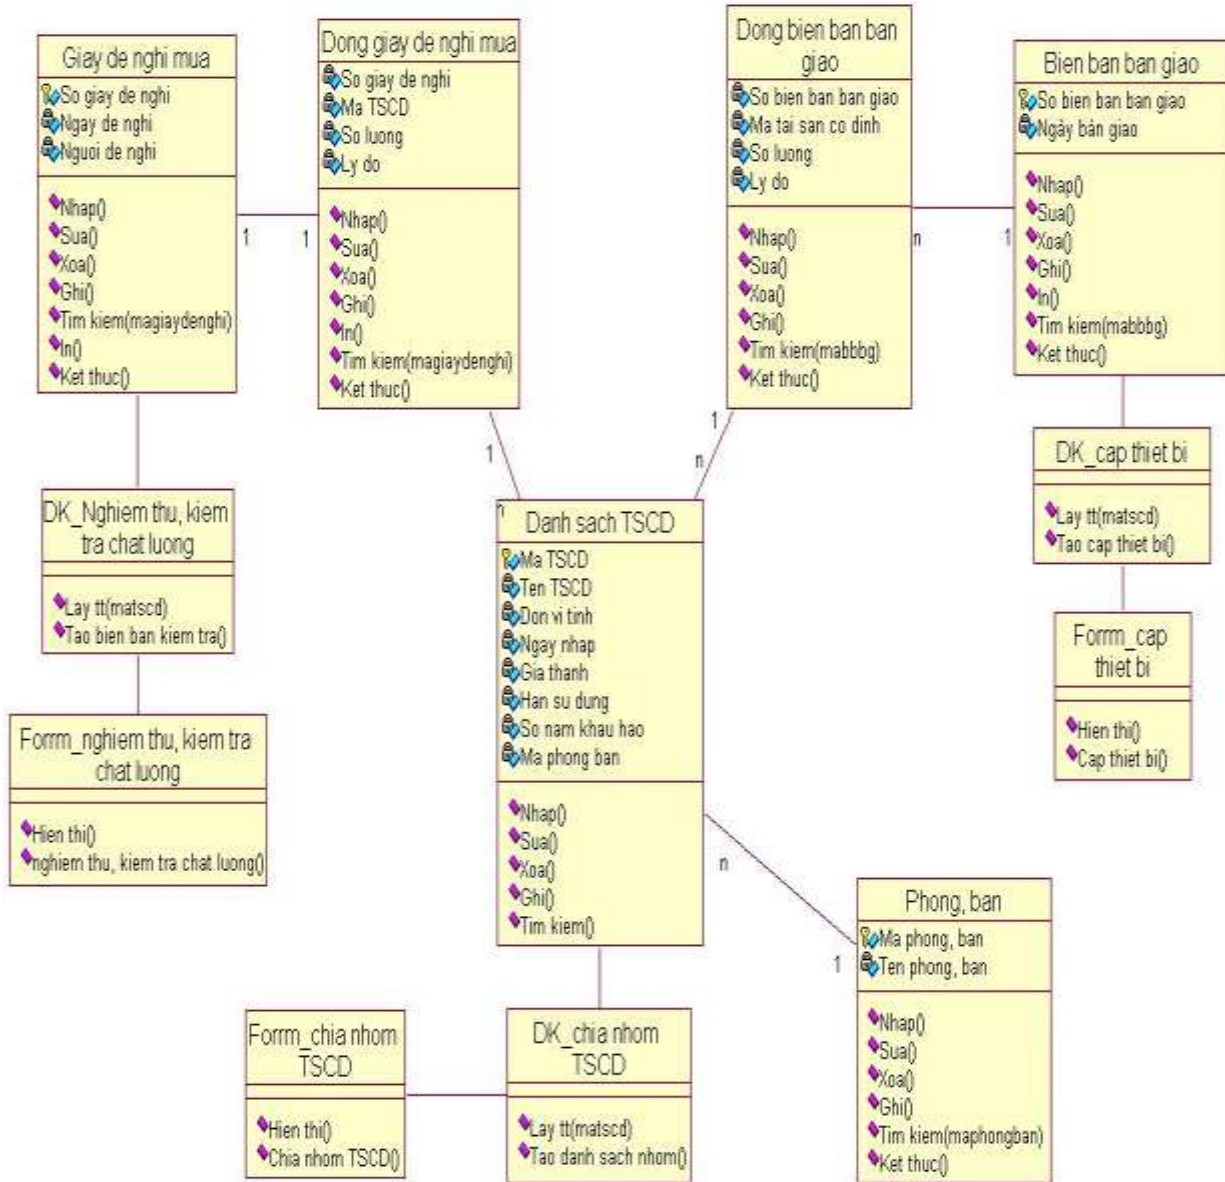 Giay de nghi mua
So giay de nghi
Ngay de nghi
Nguoi de nghi
Nhap()
Sua()
Xoa()
Ghi()
Tim kiem(magiaydenghi)
In()
Ket thuc()
1
1
Dong giay de nghi mua
So giay de nghi
Ma TSCD
So luong
Ly do
Nhap()
Sua()
Xoa()
Ghi()
In()
Tim kiem(magiaydenghi)
Ket thuc()
Dong bien ban ban
giao
So bien ban ban giao
Ma tai san co dinh
So luong
Ly do
Nhap()
Sua()
Xoa()
Ghi()
Tim kiem(mabbbg)
Ket thuc()
n
1
Bien ban ban giao
So bien ban ban giao
Ngày bàn giao
Nhap()
Sua()
Xoa()
Ghi()
In()
Tim kiem(mabbbg)
Ket thuc()
1
n
1
n
DK_Nghiem thu, kiem
tra chat luong
Lay tt(matscd)
Tao bien ban kiem tra()
Forrm_nghiem thu, kiem tra
chat luong
Hien thi()
nghiem thu, kiem tra chat luong()
Danh sach TSCD
Ma TSCD
Ten TSCD
Don vi tinh
Ngay nhap
Gia thanh
Han su dung
So nam khau hao
Ma phong ban
Nhap()
Sua()
Xoa()
Ghi()
Tim kiem()
DK_cap thiet bi
Lay tt(matscd)
Tao cap thiet bi()
Forrm_cap
thiet bi
Hien thi()
Cap thiet bi()
n
1
Phong, ban
Ma phong, ban
Ten phong, ban
Nhap()
Sua()
Xoa()
Ghi()
Tim kiem(maphongban)
Ket thuc()
Forrm_chia nhom
TSCD
Hien thi()
Chia nhom TSCD()
DK_chia nhom
TSCD
Lay tt(matscd)
Tao danh sach nhom()